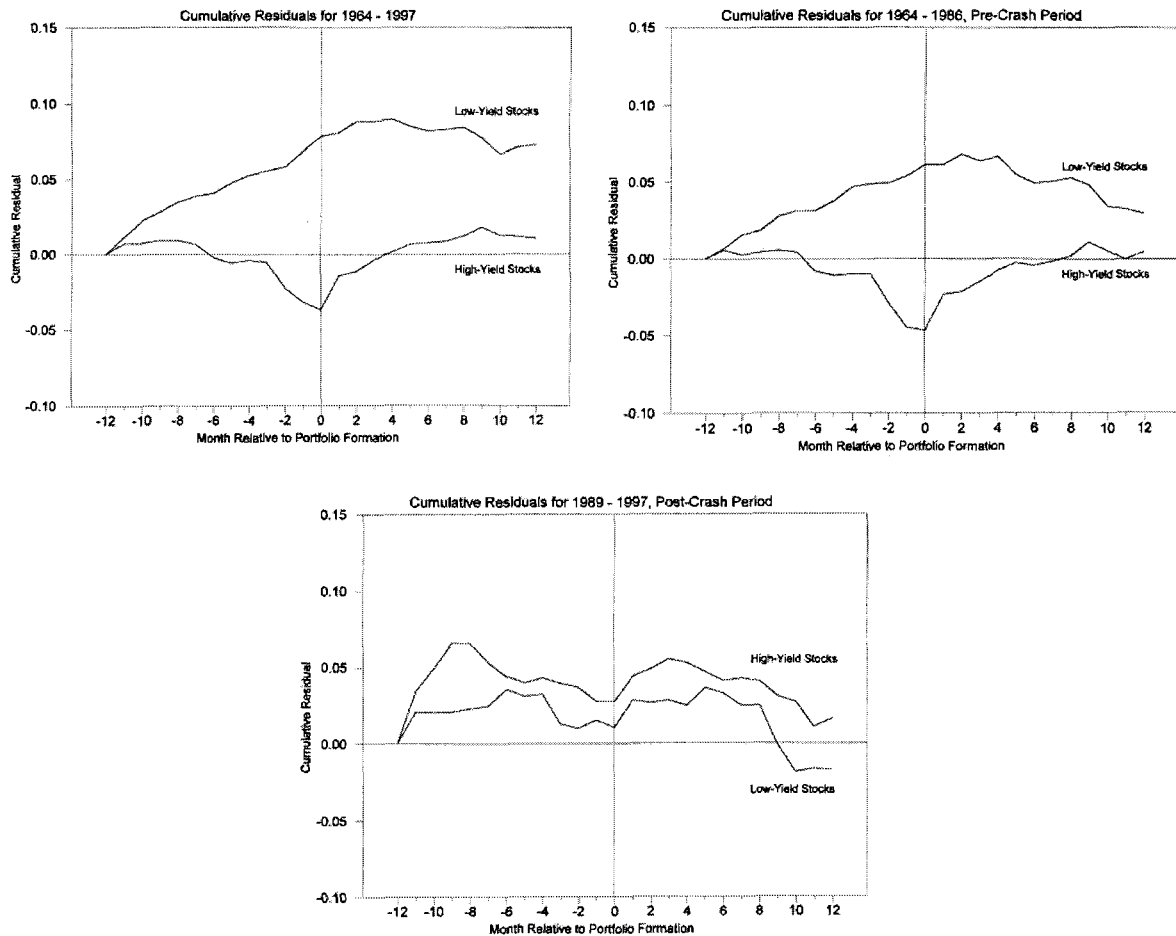 Cumulative Residuals for 1964 - 1997
0.15
0.10
0.05
0.00
-0.05
-0.10
Cumulative Residual
Low-Yield Stocks
High-Yield Stocks
-12 -10 -8 -6 -4 -2 0 2 4 6 8 10 12
Month Relative to Portfolio Formation
Cumulative Residuals for 1964 - 1986, Pre-Crash Period
0.15
0.10
0.05
0.00
-0.05
-0.10
Cumulative Residual
Low-Yield Stocks
High-Yield Stocks
-12 -10 -8 -6 -4 -2 0 2 4 6 8 10 12
Month Relative to Portfolio Formation
Cumulative Residuals for 1989 - 1997, Post-Crash Period
0.15
0.10
0.05
0.00
-0.05
-0.10
Cumulative Residual
High-Yield Stocks
Low-Yield Stocks
-12 -10 -8 -6 -4 -2 0 2 4 6 8 10 12
Month Relative to Portfolio Formation